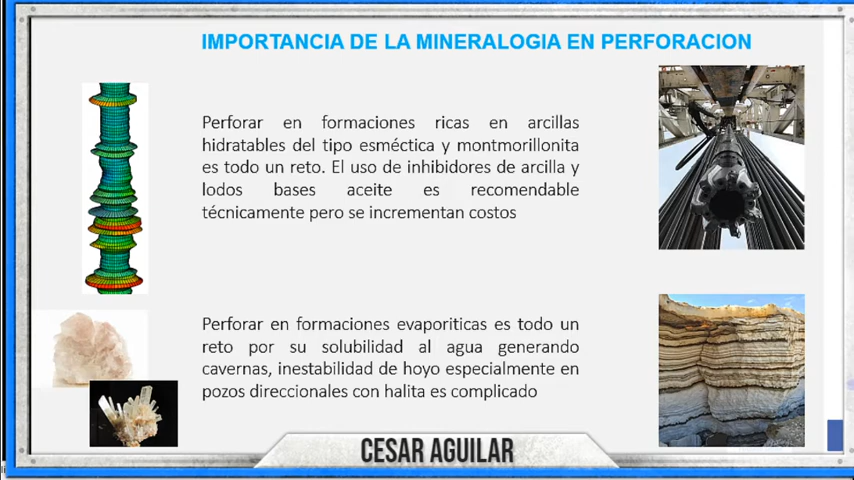 IMPORTANCIA DE LA MINERALOGIA EN PERFORACION
Perforar en formaciones ricas en arcillas
hidratables del tipo esméctica y montmorillonita
es todo un reto. El uso de inhibidores de arcilla y
lodos bases aceite es recomendable
técnicamente pero se incrementan costos
Perforar en formaciones evaporiticas es todo un
reto por su solubilidad al agua generando
cavernas, inestabilidad de hoyo especialmente en
pozos direccionales con halita es complicado
CESAR AGUILAR